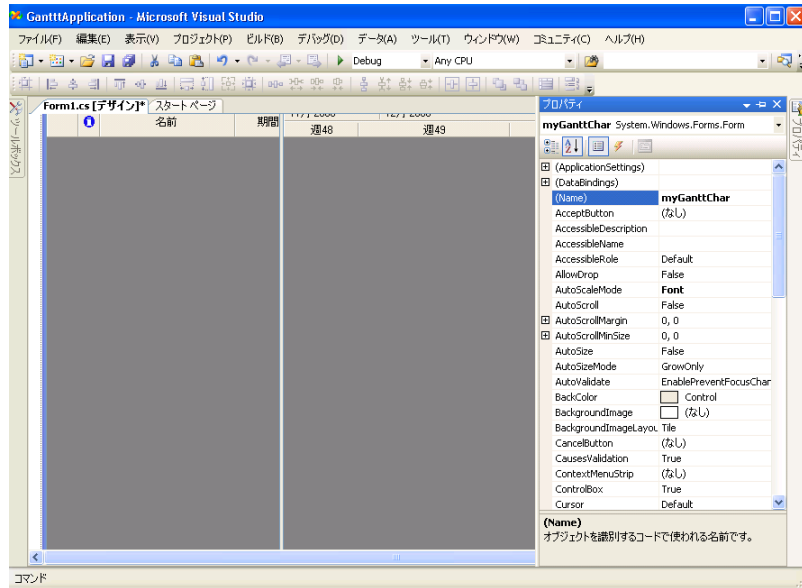 GantttApplication - Microsoft Visual Studio
ファイル(F) 編集(E) 表示(V) プロジェクト(P) ビルド(B) デバッグ(D) データ(A) ツール(T) ウィンドウ(W) コミュニティ(C) ヘルプ(H)
Debug Any CPU
Form1.cs [デザイン]* スタート ページ
名前 期間
週48 週49
ツールボックス
プロパティ
myGanttChar System.Windows.Forms.Form
(ApplicationSettings)
(DataBindings)
(Name) myGanttChar
AcceptButton (なし)
AccessibleDescription
AccessibleName
AccessibleRole Default
AllowDrop False
AutoScaleMode Font
AutoScroll False
AutoScrollMargin 0, 0
AutoScrollMinSize 0, 0
AutoSize False
AutoSizeMode GrowOnly
AutoValidate EnablePreventFocusChar
BackColor Control
BackgroundImage (なし)
BackgroundImageLayou Tile
CancelButton (なし)
CausesValidation True
ContextMenuStrip (なし)
ControlBox True
Cursor Default
(Name)
オブジェクトを識別するコードで使われる名前です。
プロパティ
コマンド